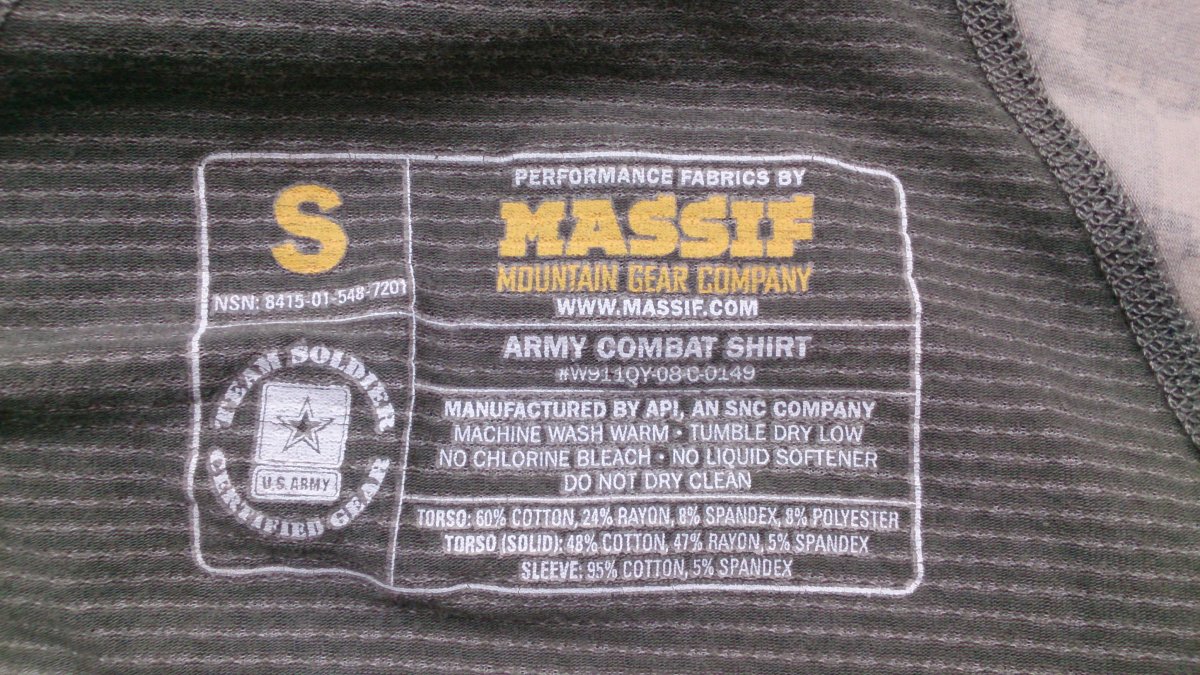 S
NSN: 8415-01-548-7201
TEAM SOLDIER
U.S. ARMY
CERTIFIED GEAR
PERFORMANCE FABRICS BY
MASSIF
MOUNTAIN GEAR COMPANY
WWW.MASSIF.COM
ARMY COMBAT SHIRT
#W911QY-08-C-0149
MANUFACTURED BY API, AN SNC COMPANY
MACHINE WASH WARM • TUMBLE DRY LOW
NO CHLORINE BLEACH • NO LIQUID SOFTENER
DO NOT DRY CLEAN
TORSO: 60% COTTON, 24% RAYON, 8% SPANDEX, 8% POLYESTER
TORSO (SOLID): 48% COTTON, 47% RAYON, 5% SPANDEX
SLEEVE: 95% COTTON, 5% SPANDEX